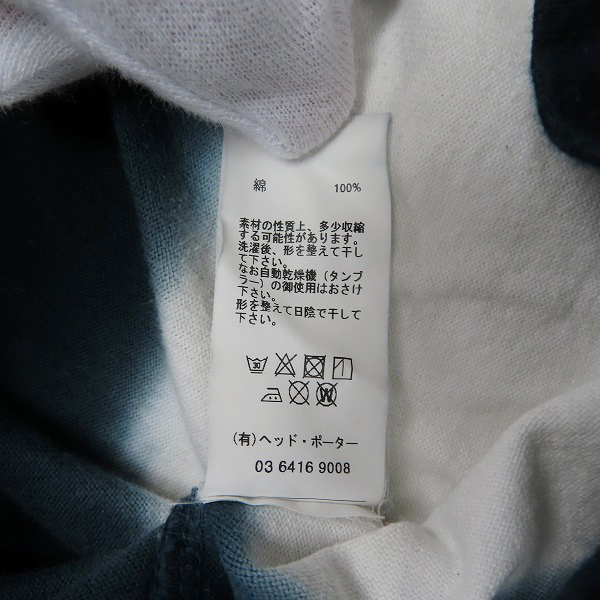 綿 100%
素材の性質上、多少収縮
する可能性があります。
洗濯後、形を整えて干し
て下さい。
なお自動乾燥機（タンブ
ラー）の御使用はおさけ
下さい。
形を整えて日陰で干して
下さい。
30
W
(有)ヘッド・ポーター
03 6416 9008